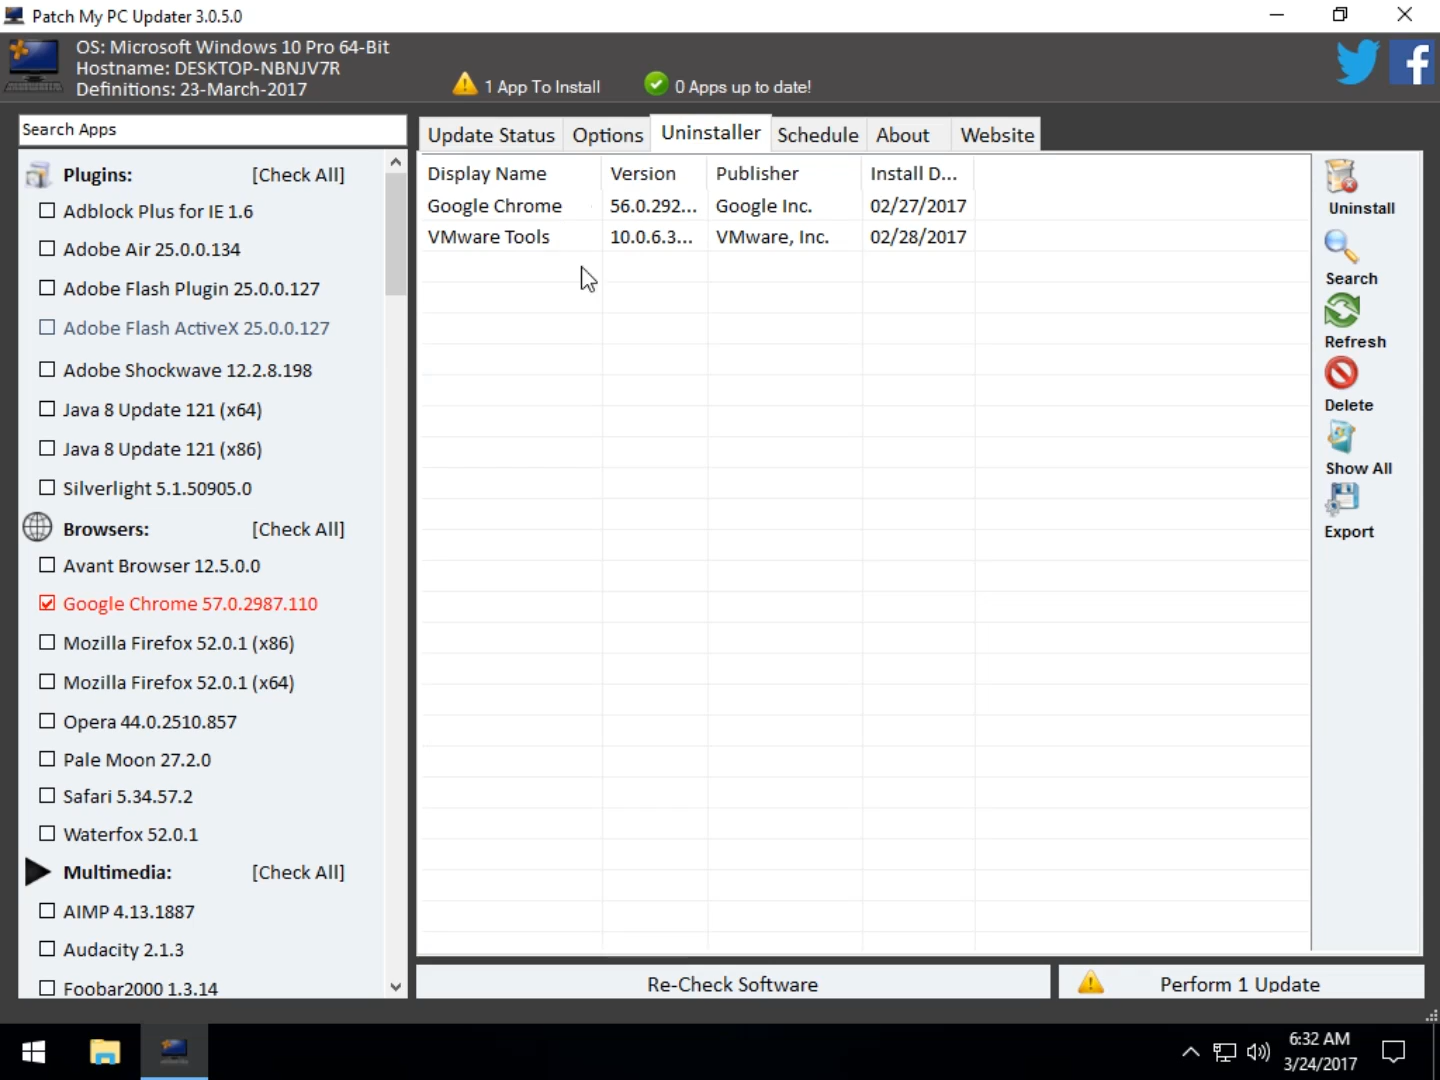 Patch My PC Updater 3.0.5.0
OS: Microsoft Windows 10 Pro 64-Bit
Hostname: DESKTOP-NBNJV7R
Definitions: 23-March-2017
1 App To Install
0 Apps up to date!
Search Apps
Plugins: [Check All]
Adblock Plus for IE 1.6
Adobe Air 25.0.0.134
Adobe Flash Plugin 25.0.0.127
Adobe Flash ActiveX 25.0.0.127
Adobe Shockwave 12.2.8.198
Java 8 Update 121 (x64)
Java 8 Update 121 (x86)
Silverlight 5.1.50905.0
Browsers: [Check All]
Avant Browser 12.5.0.0
Google Chrome 57.0.2987.110
Mozilla Firefox 52.0.1 (x86)
Mozilla Firefox 52.0.1 (x64)
Opera 44.0.2510.857
Pale Moon 27.2.0
Safari 5.34.57.2
Waterfox 52.0.1
Multimedia: [Check All]
AIMP 4.13.1887
Audacity 2.1.3
Foobar2000 1.3.14
Update Status Options Uninstaller Schedule About Website
Display Name Version Publisher Install D...
Google Chrome 56.0.292... Google Inc. 02/27/2017
VMware Tools 10.0.6.3... VMware, Inc. 02/28/2017
Uninstall
Search
Refresh
Delete
Show All
Export
Re-Check Software
Perform 1 Update
6:32 AM
3/24/2017